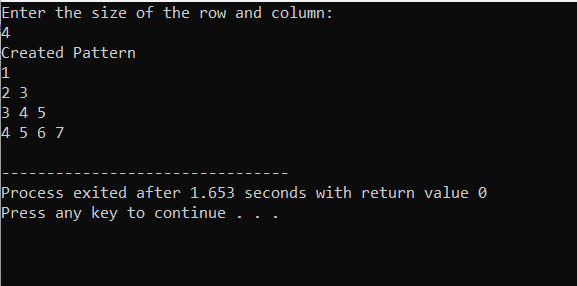 Enter the size of the row and column:
4
Created Pattern
1
2 3
3 4 5
4 5 6 7
--------------------------------
Process exited after 1.653 seconds with return value 0
Press any key to continue . . .